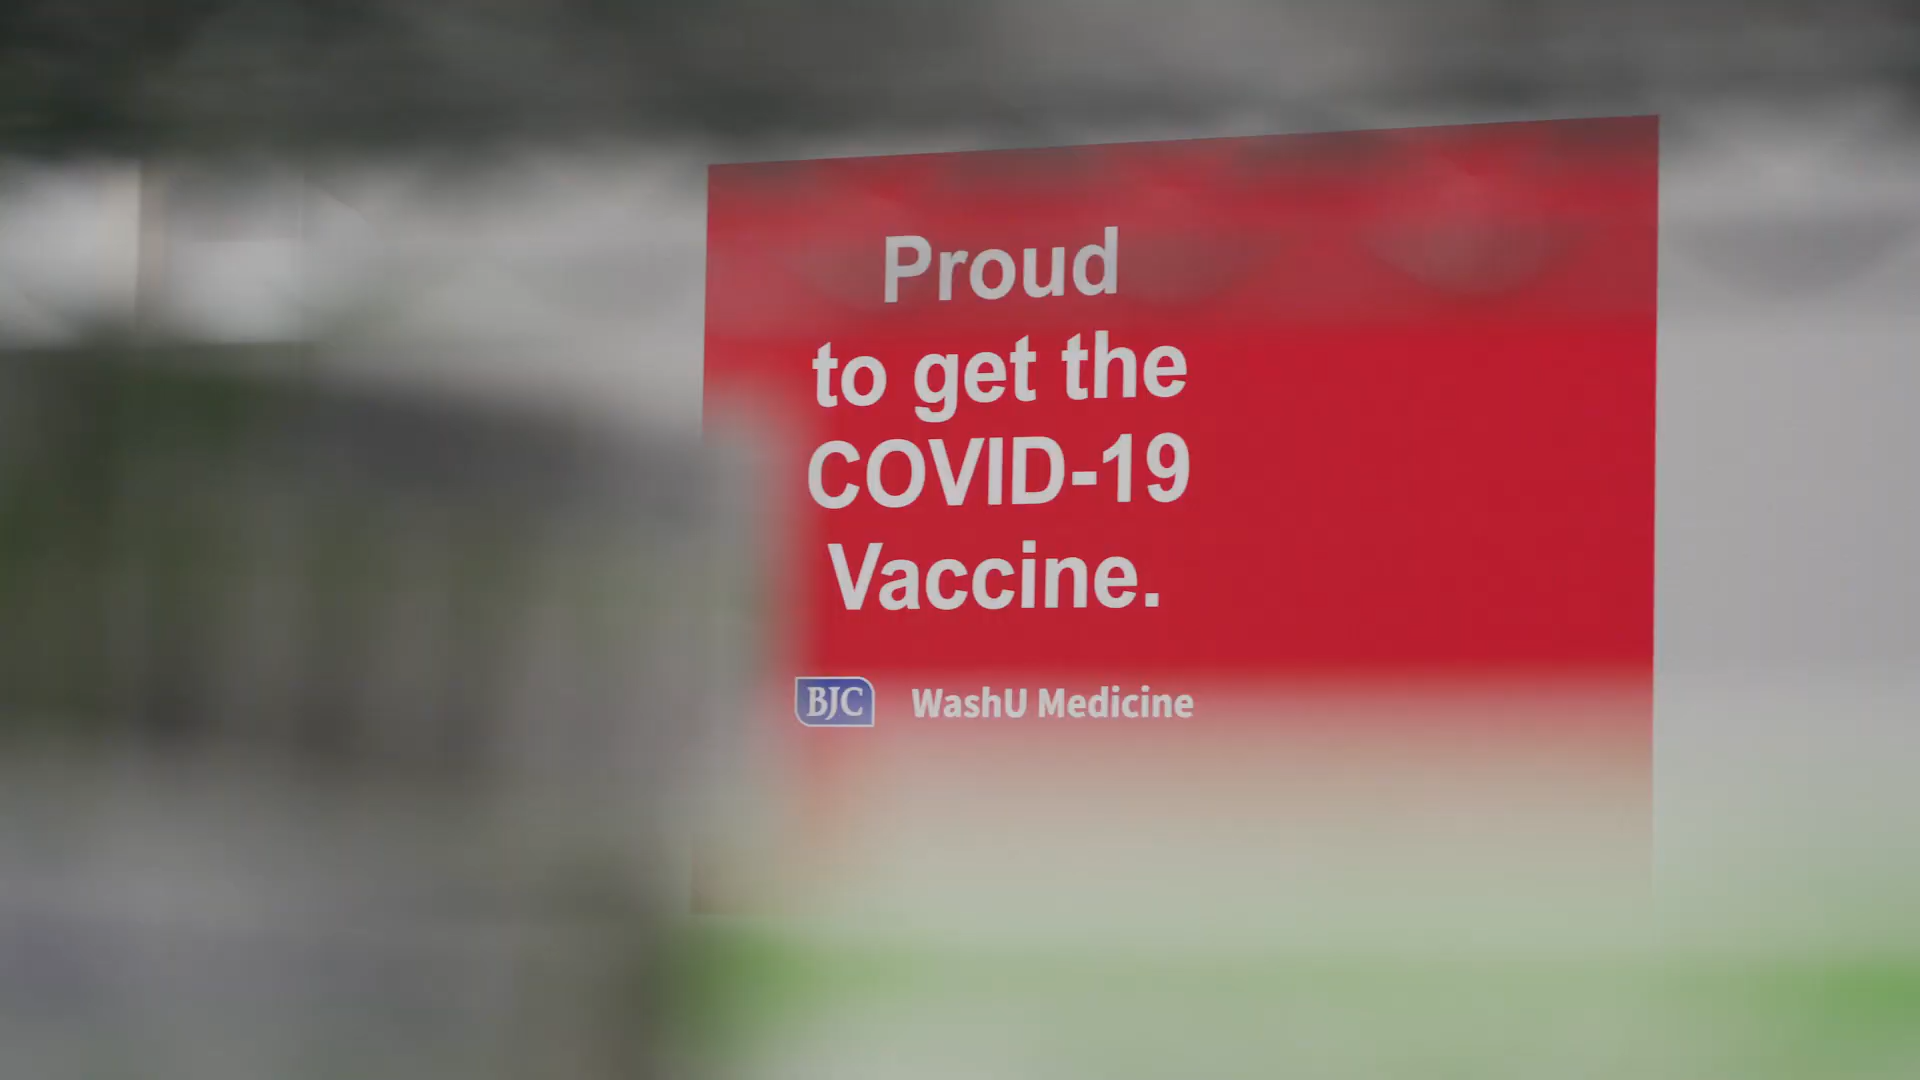 Proud
to get the
COVID-19
Vaccine.
BJC WashU Medicine